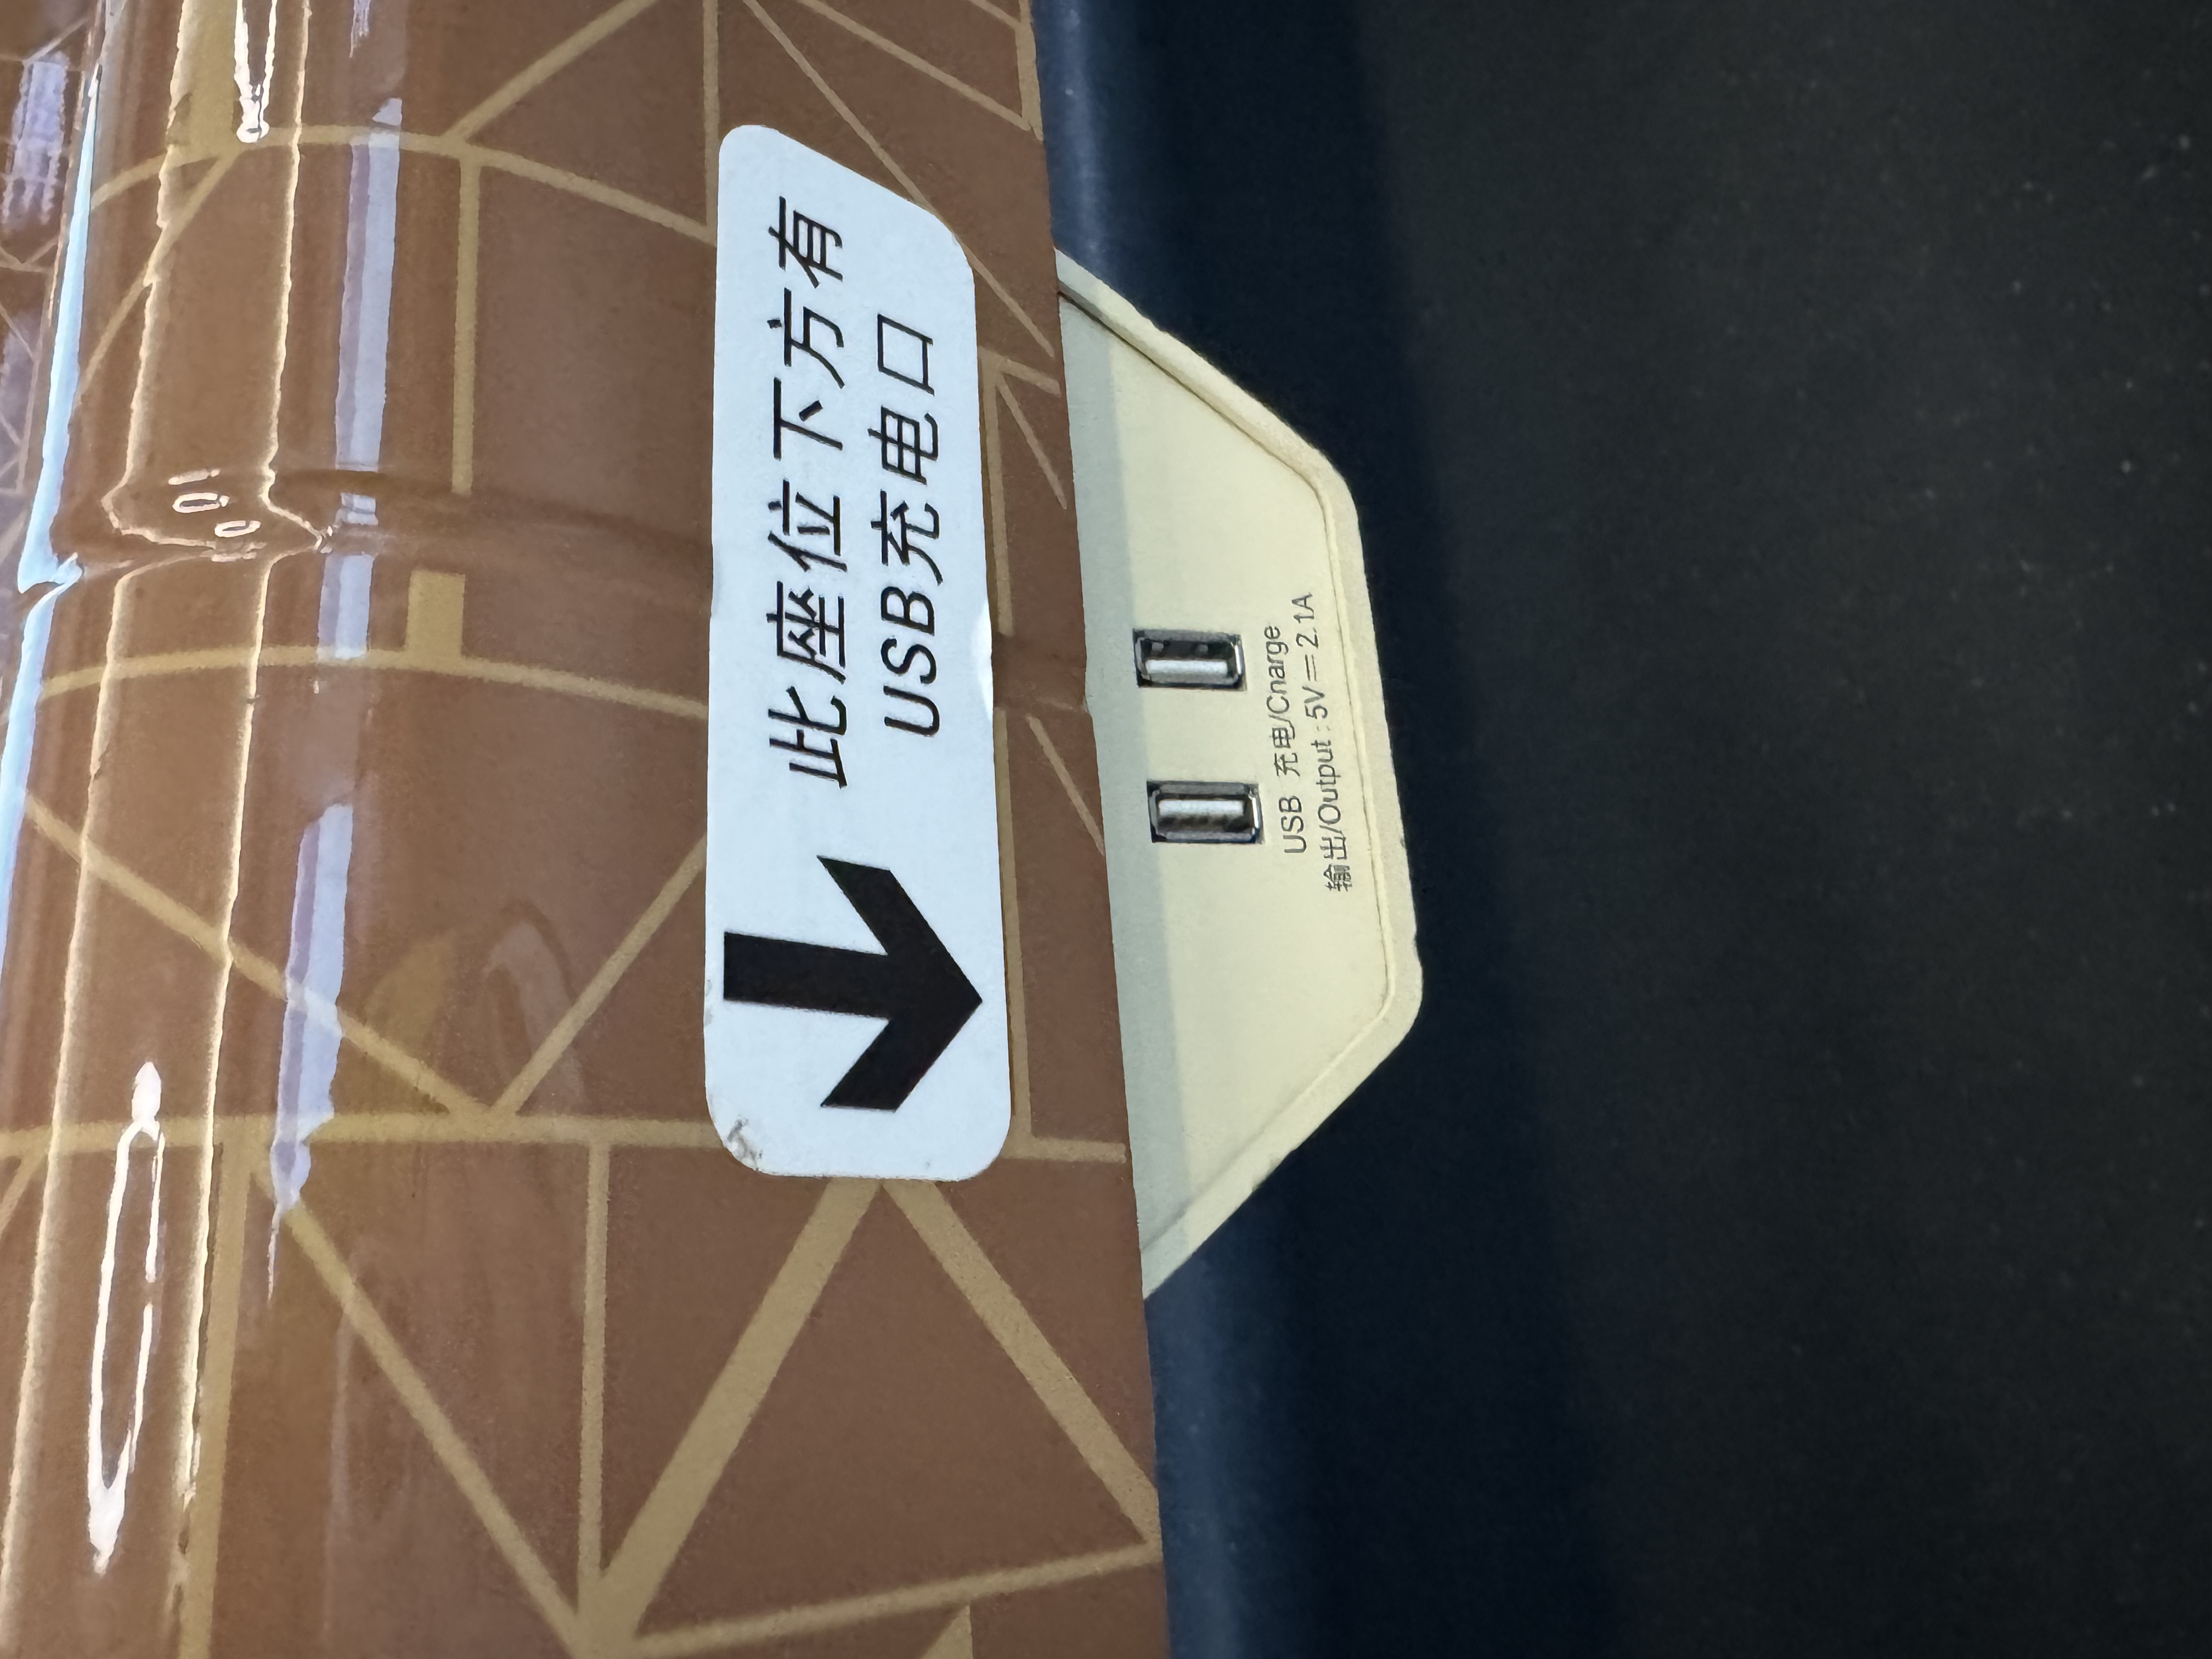 此座位下方有
USB充电口
USB 充电/Charge
输出/Output:5V=2.1A